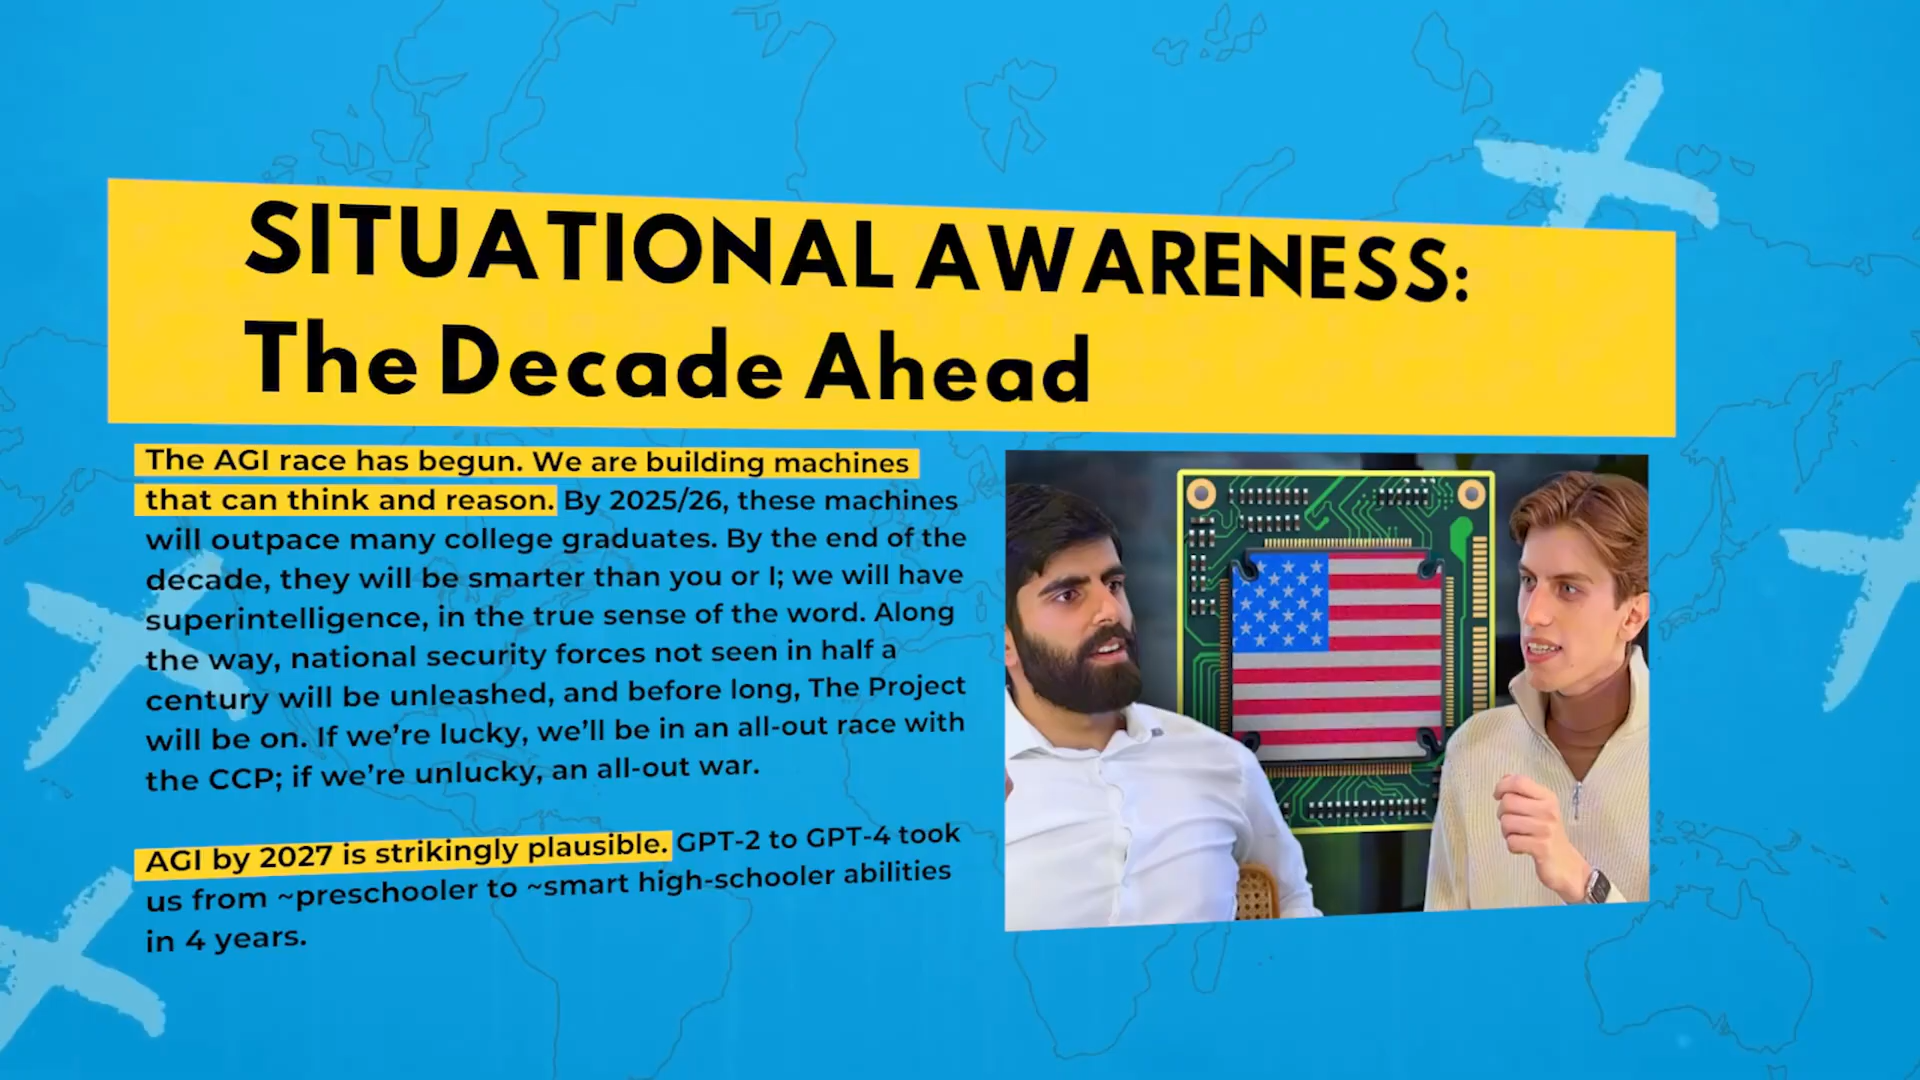 SITUATIONAL AWARENESS:
The Decade Ahead
The AGI race has begun. We are building machines
that can think and reason. By 2025/26, these machines
will outpace many college graduates. By the end of the
decade, they will be smarter than you or I; we will have
superintelligence, in the true sense of the word. Along
the way, national security forces not seen in half a
century will be unleashed, and before long, The Project
will be on. If we’re lucky, we’ll be in an all-out race with
the CCP; if we’re unlucky, an all-out war.
AGI by 2027 is strikingly plausible. GPT-2 to GPT-4 took
us from ~preschooler to ~smart high-schooler abilities
in 4 years.